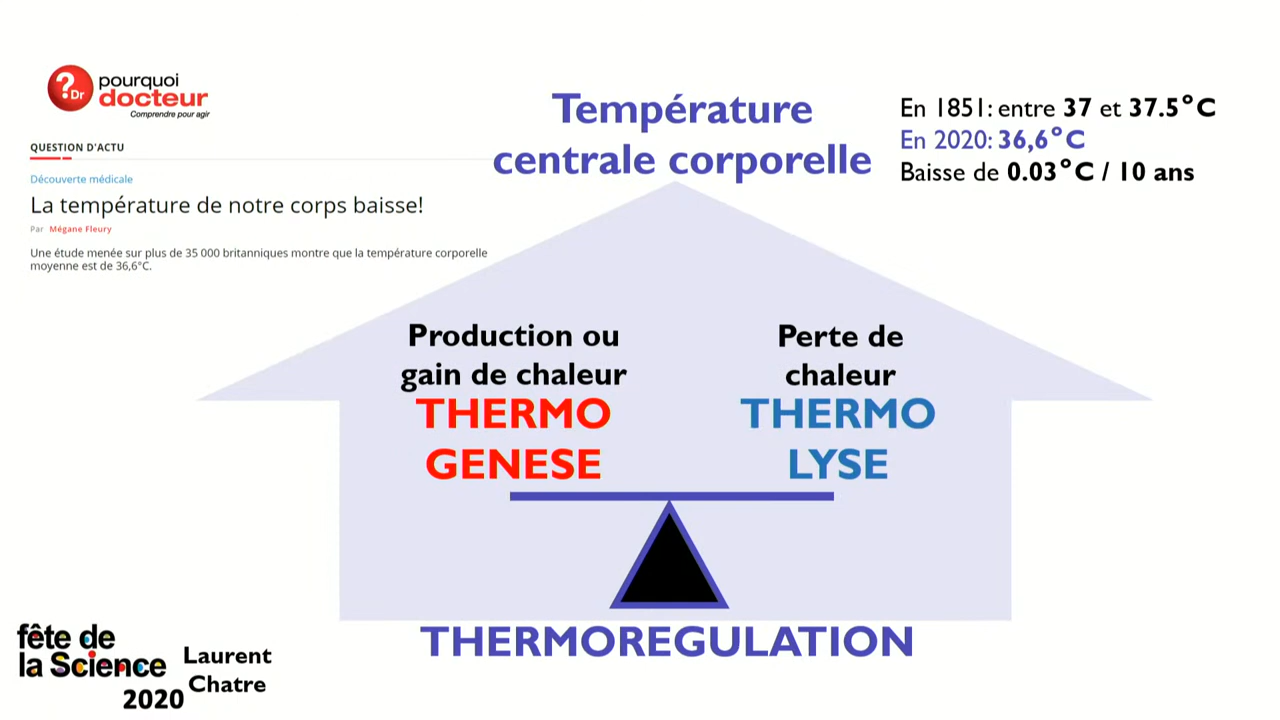 ? Dr
pourquoi
docteur
Comprendre pour agir
QUESTION D'ACTU
Découverte médicale
La température de notre corps baisse!
Par Mégane Fleury
Une étude menée sur plus de 35 000 britanniques montre que la température corporelle
moyenne est de 36,6°C.
Température
centrale corporelle
En 1851: entre 37 et 37.5°C
En 2020: 36,6°C
Baisse de 0.03°C / 10 ans
Production ou
gain de chaleur
THERMO
GENESE
Perte de
chaleur
THERMO
LYSE
THERMOREGULATION
fête de
la Science
2020
Laurent
Chatre